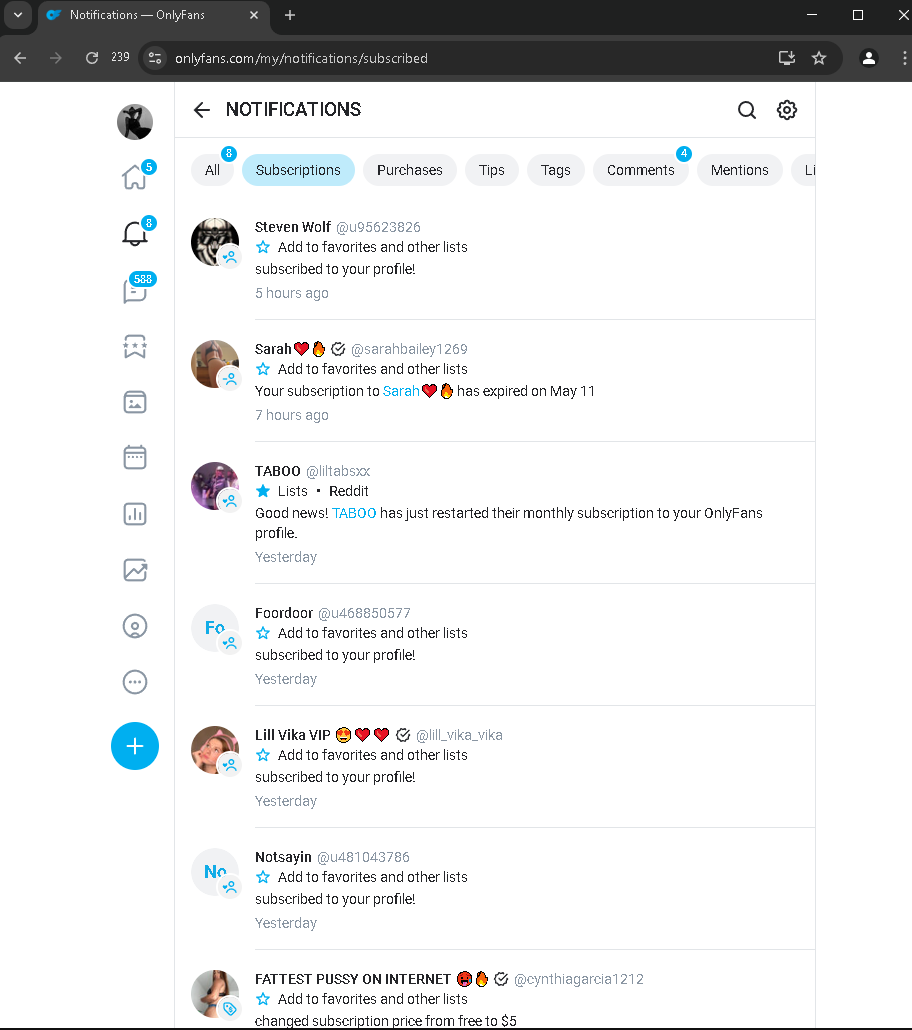 Notifications — OnlyFans
239
onlyfans.com/my/notifications/subscribed
NOTIFICATIONS
All 8
Subscriptions
Purchases
Tips
Tags
Comments 4
Mentions
Li
5
8
588
Steven Wolf @u95623826
Add to favorites and other lists
subscribed to your profile!
5 hours ago
Sarah❤️🔥 @sarahbailey1269
Add to favorites and other lists
Your subscription to Sarah❤️🔥 has expired on May 11
7 hours ago
TABOO @liltabsxx
Lists • Reddit
Good news! TABOO has just restarted their monthly subscription to your OnlyFans
profile.
Yesterday
Fo
Foordoor @u468850577
Add to favorites and other lists
subscribed to your profile!
Yesterday
Lill Vika VIP 😍❤️❤️ @lill_vika_vika
Add to favorites and other lists
subscribed to your profile!
Yesterday
No
Notsayin @u481043786
Add to favorites and other lists
subscribed to your profile!
Yesterday
FATTEST PUSSY ON INTERNET 🥵🔥 @cynthiagarcia1212
Add to favorites and other lists
changed subscription price from free to $5